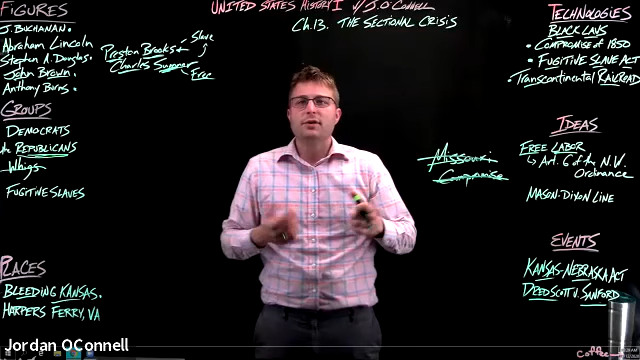 UNITED STATES HISTORY I w/ J. O'CONNELL
CH. 13. THE SECTIONAL CRISIS
FIGURES
J. BUCHANAN.
Abraham Lincoln
Stephen A. Douglas.
John Brown.
Anthony Burns.
Preston Brooks + Slave
Charles Sumner Free
GROUPS
DEMOCRATS
the REPUBLICANS
Whigs
FUGITIVE SLAVES
PLACES
BLEEDING KANSAS.
HARPERS FERRY, VA
Missouri
Compromise
TECHNOLOGIES
BLACK LAWS
• COMPROMISE OF 1850
• FUGITIVE SLAVE ACT
• TRANSCONTINENTAL RAILROAD
IDEAS
FREE LABOR
↳ ART. 6 of the N.W.
ORDINANCE
MASON-DIXON LINE
EVENTS
KANSAS-NEBRASKA ACT
DRED SCOTT v. SANFORD
coffee
Jordan OConnell